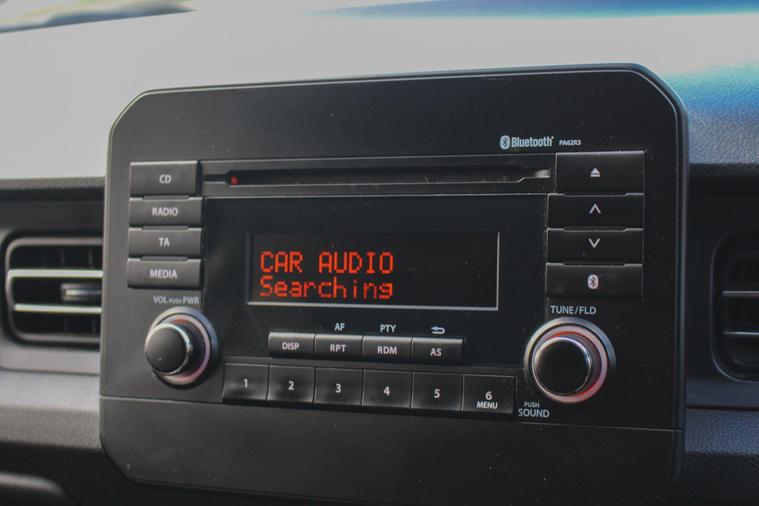 Bluetooth® PA62R3
CD
RADIO
TA
MEDIA
CAR AUDIO
Searching
VOL PUSH PWR
TUNE/FLD
AF PTY
DISP RPT RDM AS
1 2 3 4 5 6
MENU
PUSH
SOUND